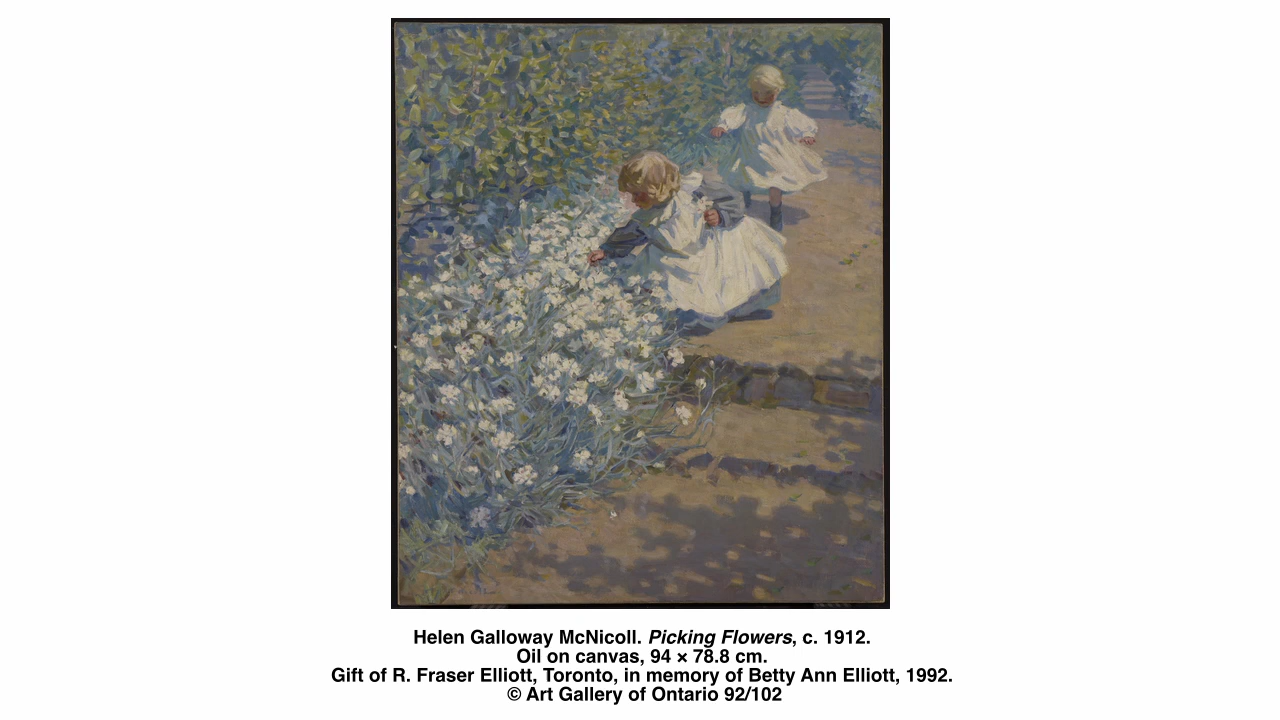 Helen Galloway McNicoll. Picking Flowers, c. 1912.
Oil on canvas, 94 × 78.8 cm.
Gift of R. Fraser Elliott, Toronto, in memory of Betty Ann Elliott, 1992.
© Art Gallery of Ontario 92/102